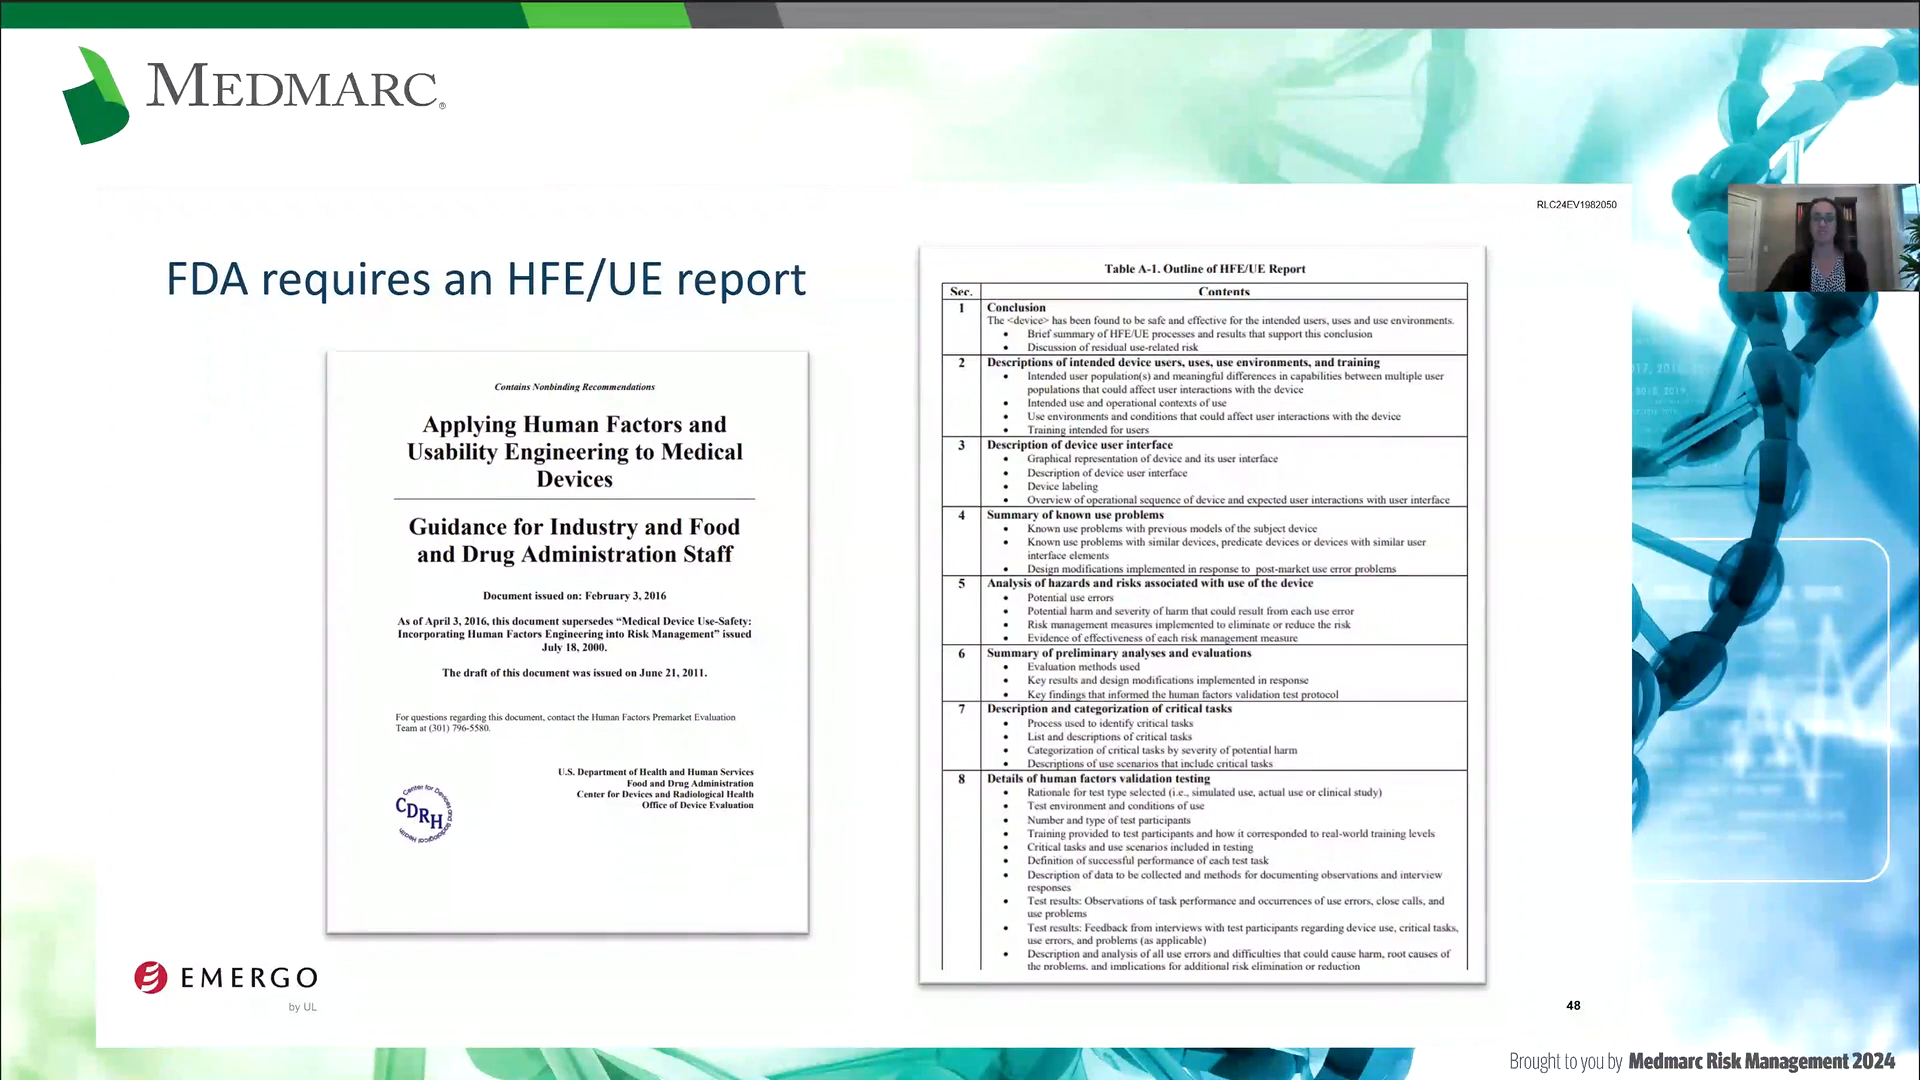 MEDMARC®
RLC24EV1982050
FDA requires an HFE/UE report
Contains Nonbinding Recommendations
Applying Human Factors and
Usability Engineering to Medical
Devices
Guidance for Industry and Food
and Drug Administration Staff
Document issued on: February 3, 2016
As of April 3, 2016, this document supersedes “Medical Device Use-Safety:
Incorporating Human Factors Engineering into Risk Management” issued
July 18, 2000.
The draft of this document was issued on June 21, 2011.
For questions regarding this document, contact the Human Factors Premarket Evaluation
Team at (301) 796-5580.
U.S. Department of Health and Human Services
Food and Drug Administration
Center for Devices and Radiological Health
Office of Device Evaluation
Center for Devices and Radiological Health
CDRH
Table A-1. Outline of HFE/UE Report
Sec. Contents
1 Conclusion
The <device> has been found to be safe and effective for the intended users, uses and use environments.
• Brief summary of HFE/UE processes and results that support this conclusion
• Discussion of residual use-related risk
2 Descriptions of intended device users, uses, use environments, and training
• Intended user population(s) and meaningful differences in capabilities between multiple user
populations that could affect user interactions with the device
• Intended use and operational contexts of use
• Use environments and conditions that could affect user interactions with the device
• Training intended for users
3 Description of device user interface
• Graphical representation of device and its user interface
• Description of device user interface
• Device labeling
• Overview of operational sequence of device and expected user interactions with user interface
4 Summary of known use problems
• Known use problems with previous models of the subject device
• Known use problems with similar devices, predicate devices or devices with similar user
interface elements
• Design modifications implemented in response to post-market use error problems
5 Analysis of hazards and risks associated with use of the device
• Potential use errors
• Potential harm and severity of harm that could result from each use error
• Risk management measures implemented to eliminate or reduce the risk
• Evidence of effectiveness of each risk management measure
6 Summary of preliminary analyses and evaluations
• Evaluation methods used
• Key results and design modifications implemented in response
• Key findings that informed the human factors validation test protocol
7 Description and categorization of critical tasks
• Process used to identify critical tasks
• List and descriptions of critical tasks
• Categorization of critical tasks by severity of potential harm
• Descriptions of use scenarios that include critical tasks
8 Details of human factors validation testing
• Rationale for test type selected (i.e., simulated use, actual use or clinical study)
• Test environment and conditions of use
• Number and type of test participants
• Training provided to test participants and how it corresponded to real-world training levels
• Critical tasks and use scenarios included in testing
• Definition of successful performance of each test task
• Description of data to be collected and methods for documenting observations and interview
responses
• Test results: Observations of task performance and occurrences of use errors, close calls, and
use problems
• Test results: Feedback from interviews with test participants regarding device use, critical tasks,
use errors, and problems (as applicable)
• Description and analysis of all use errors and difficulties that could cause harm, root causes of
the problems, and implications for additional risk elimination or reduction
EMERGO
by UL
48
Brought to you by Medmarc Risk Management 2024